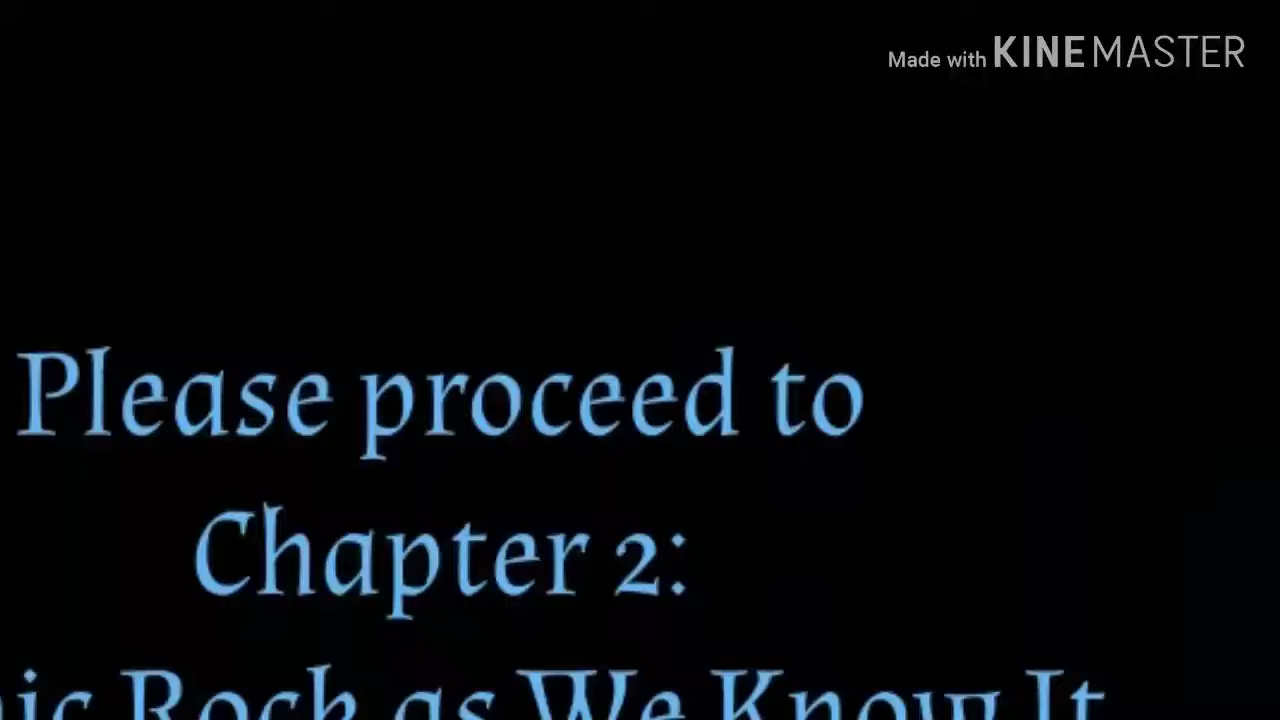 Made with KINEMASTER
Please proceed to
Chapter 2:
Rock as We Know It